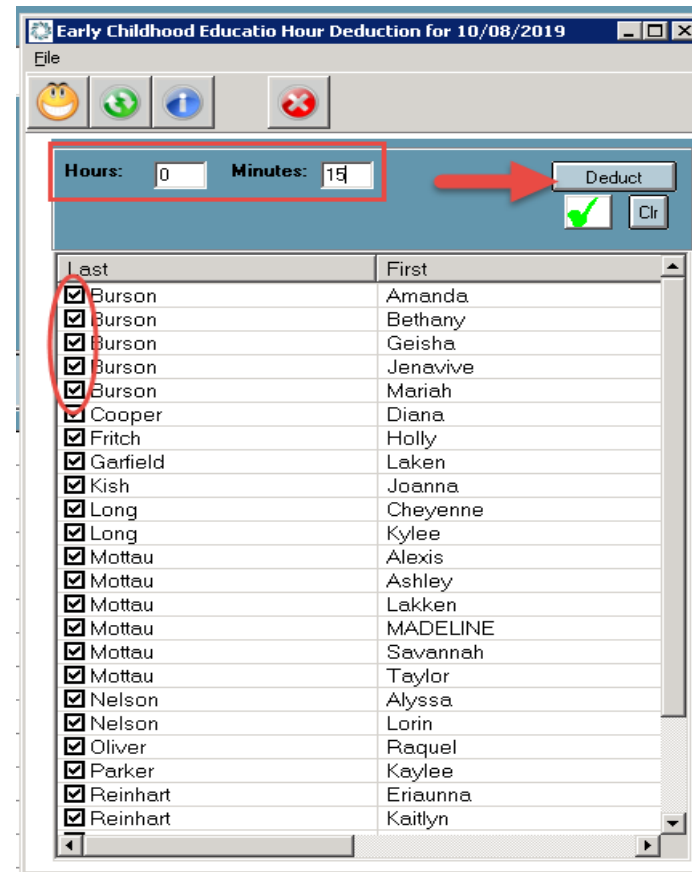 Early Childhood Educatio Hour Deduction for 10/08/2019
File
Hours: 0 Minutes: 15
Deduct
Clr
Last First
Burson Amanda
Burson Bethany
Burson Geisha
Burson Jenavive
Burson Mariah
Cooper Diana
Fritch Holly
Garfield Laken
Kish Joanna
Long Cheyenne
Long Kylee
Mottau Alexis
Mottau Ashley
Mottau Lakken
Mottau MADELINE
Mottau Savannah
Mottau Taylor
Nelson Alyssa
Nelson Lorin
Oliver Raquel
Parker Kaylee
Reinhart Eriaunna
Reinhart Kaitlyn